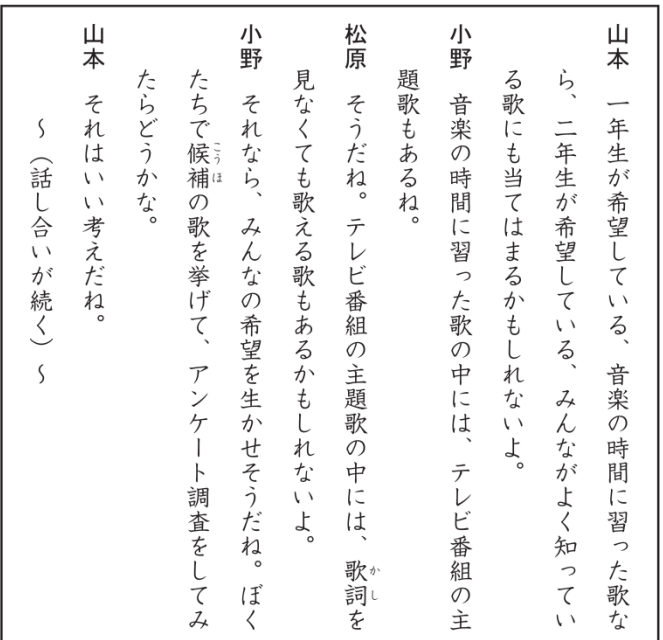 山本　一年生が希望している、音楽の時間に習った歌な
ら、二年生が希望している、みんながよく知ってい
る歌にも当てはまるかもしれないよ。
小野　音楽の時間に習った歌の中には、テレビ番組の主
題歌もあるね。
松原　そうだね。テレビ番組の主題歌の中には、歌詞を
見なくても歌える歌もあるかもしれないよ。
小野　それなら、みんなの希望を生かせそうだね。ぼく
たちで候補の歌を挙げて、アンケート調査をしてみ
たらどうかな。
山本　それはいい考えだね。
～（話し合いが続く）～